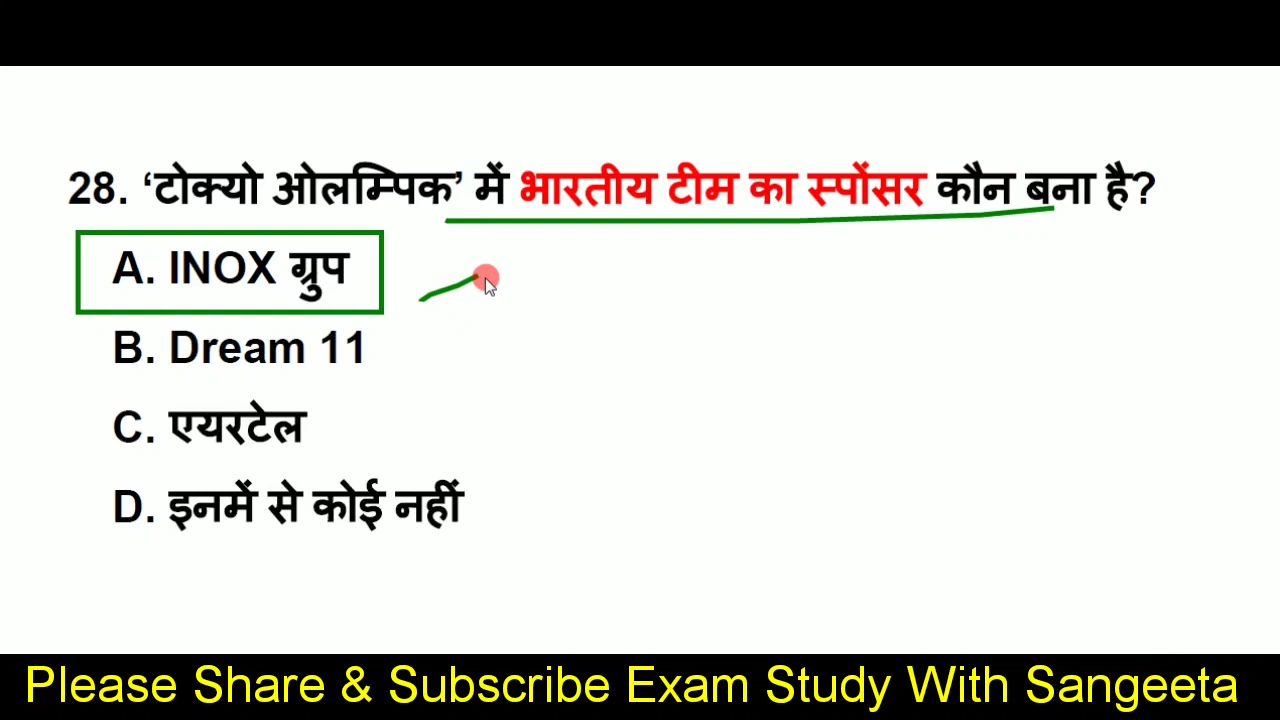 28. ‘टोक्यो ओलम्पिक’ में भारतीय टीम का स्पोंसर कौन बना है?
A. INOX ग्रुप
B. Dream 11
C. एयरटेल
D. इनमें से कोई नहीं
Please Share & Subscribe Exam Study With Sangeeta